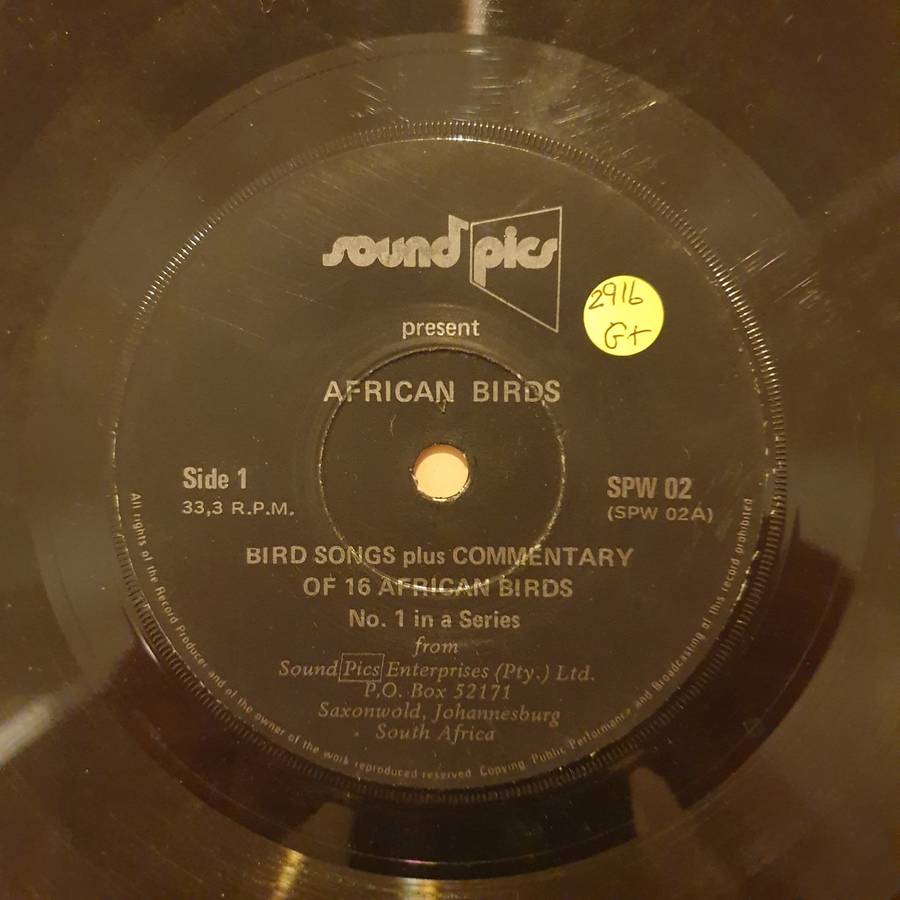 sound pics
present
AFRICAN BIRDS
2916
G+
Side 1
33,3 R.P.M.
SPW 02
(SPW 02A)
BIRD SONGS plus COMMENTARY
OF 16 AFRICAN BIRDS
No. 1 in a Series
from
Sound Pics Enterprises (Pty.) Ltd.
P.O. Box 52171
Saxonwold, Johannesburg
South Africa
All rights of the Record Producer and of the owner of the work reproduced reserved Copying Public Performance and Broadcasting of this record prohibited